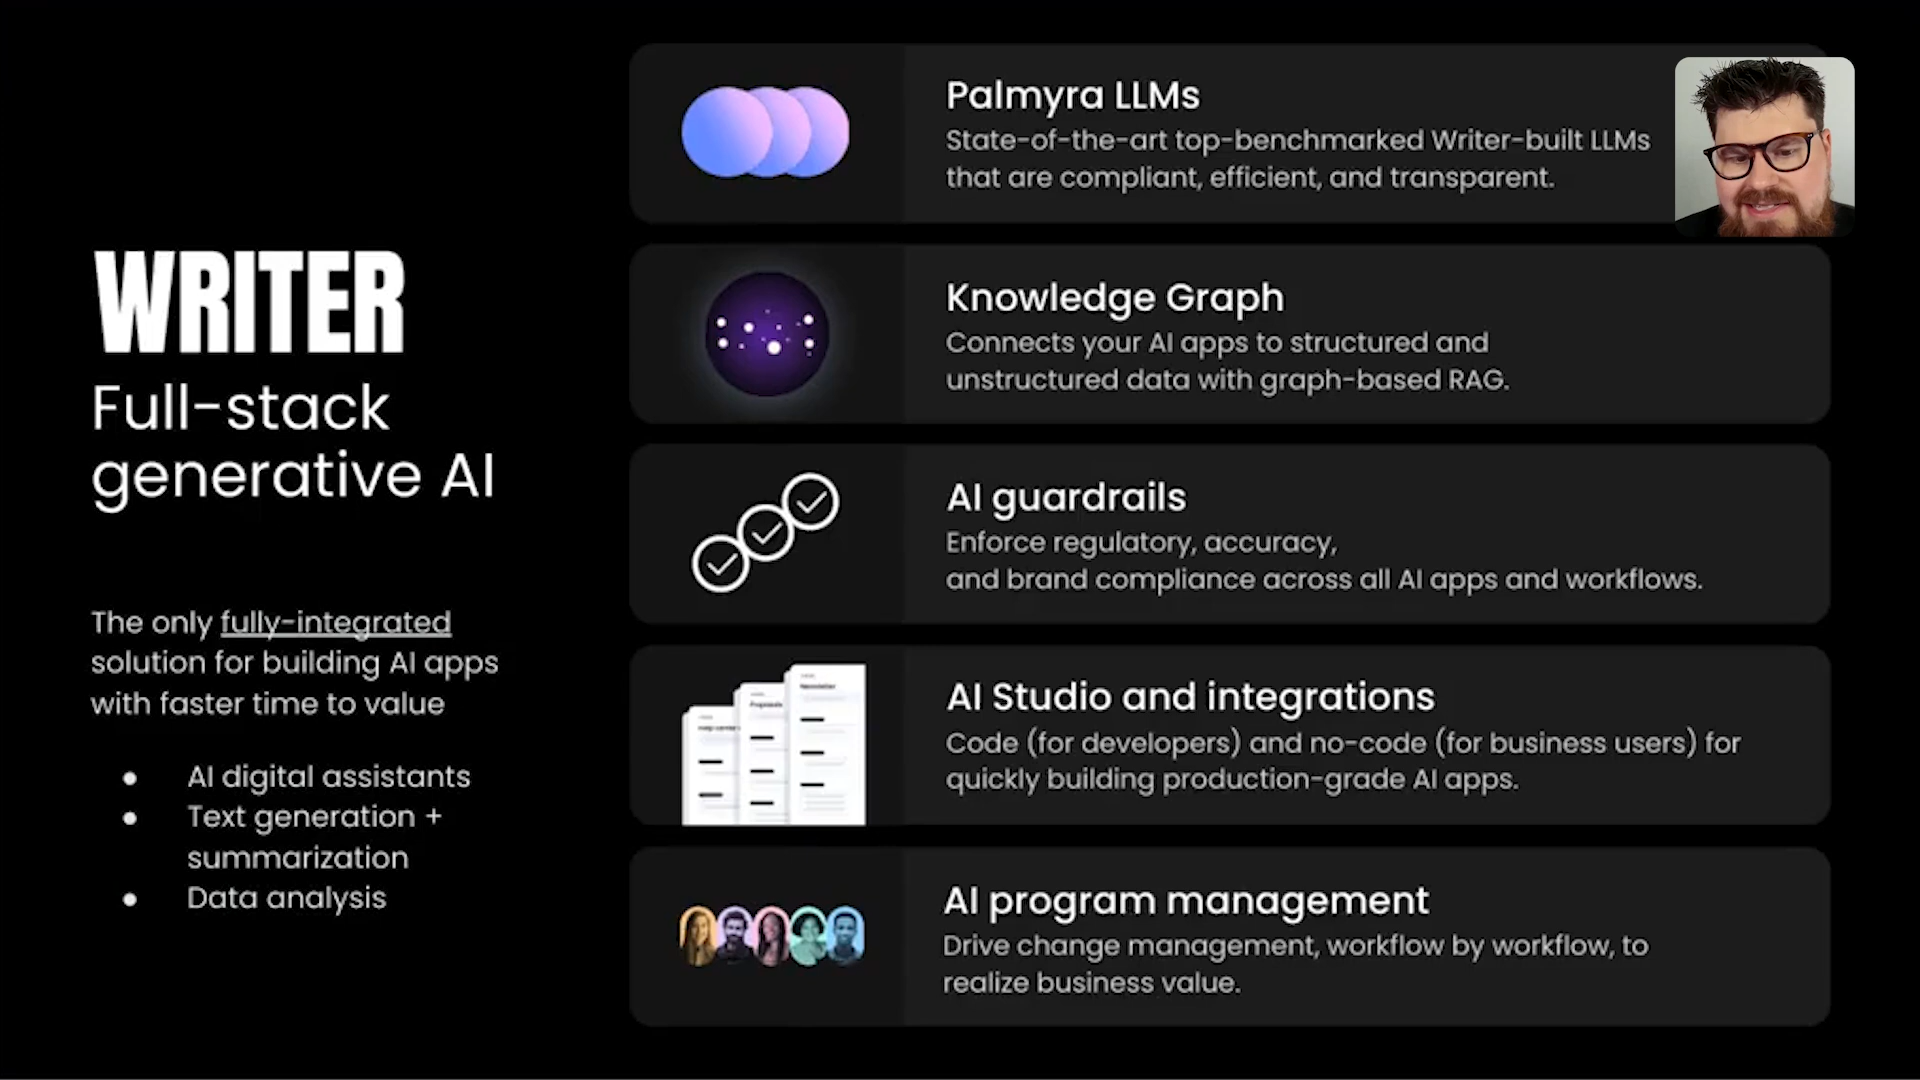 WRITER
Full-stack
generative AI
The only fully-integrated
solution for building AI apps
with faster time to value
● AI digital assistants
● Text generation +
summarization
● Data analysis
Palmyra LLMs
State-of-the-art top-benchmarked Writer-built LLMs
that are compliant, efficient, and transparent.
Knowledge Graph
Connects your AI apps to structured and
unstructured data with graph-based RAG.
AI guardrails
Enforce regulatory, accuracy,
and brand compliance across all AI apps and workflows.
Proposals
Newsletter
AI Studio and integrations
Code (for developers) and no-code (for business users) for
quickly building production-grade AI apps.
AI program management
Drive change management, workflow by workflow, to
realize business value.